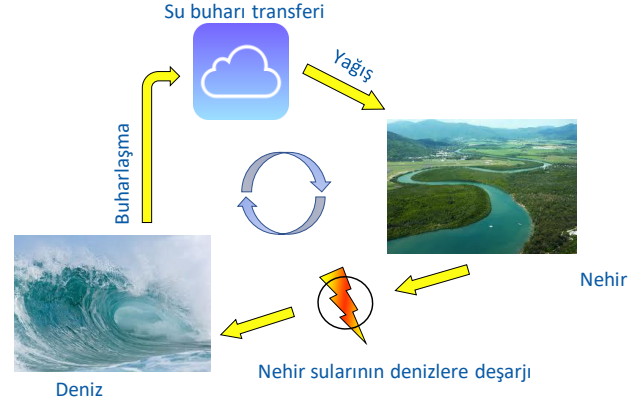 Su buharı transferi
Yağış
Buharlaşma
Nehir
Nehir sularının denizlere deşarjı
Deniz